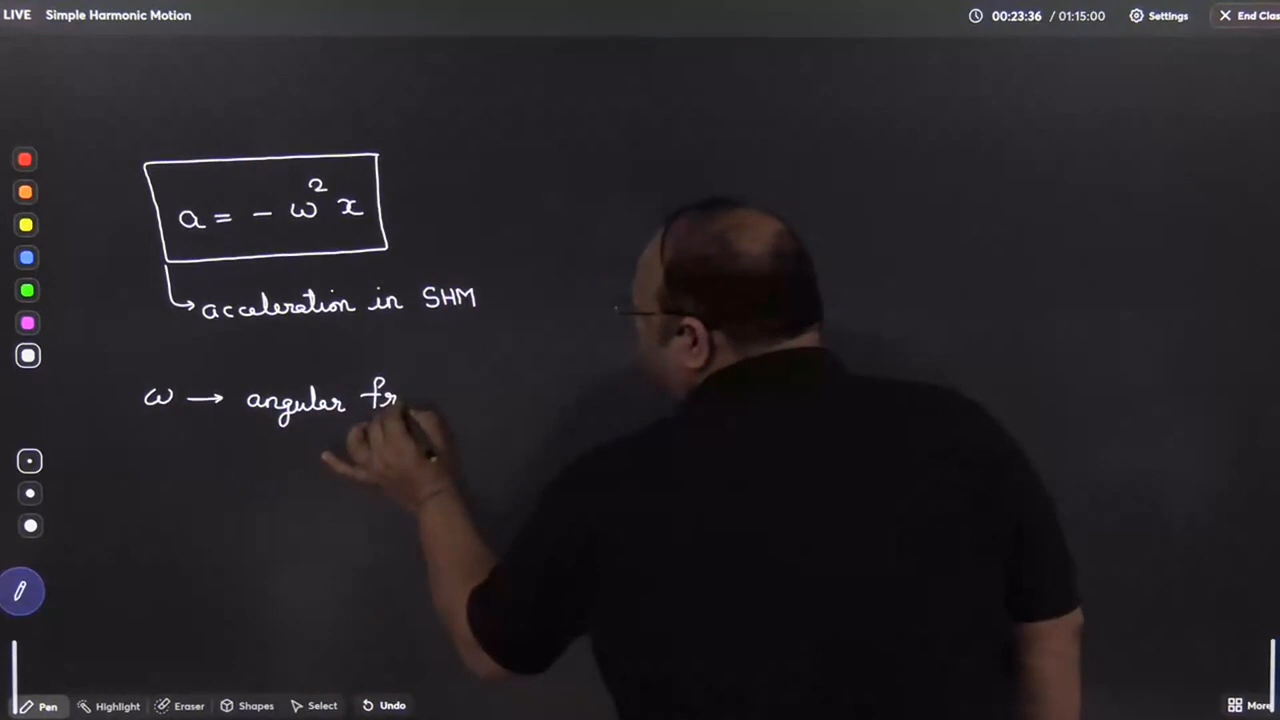 LIVE Simple Harmonic Motion 00:23:36 / 01:15:00 Settings End Clas
a = - ω² x
acceleration in SHM
ω → angular fr
Pen Highlight Eraser Shapes Select Undo More